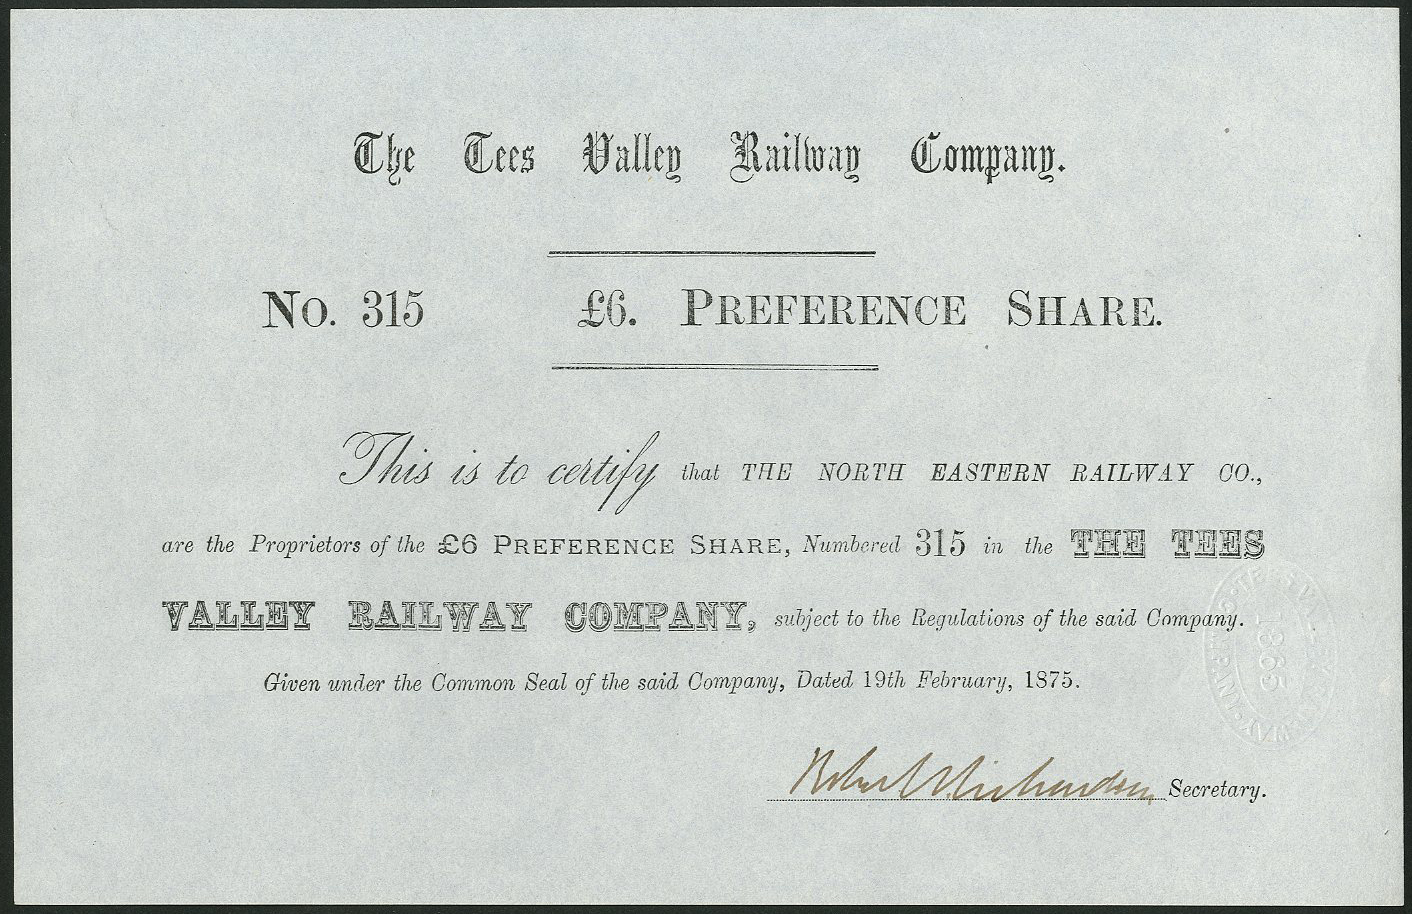 The Tees Valley Railway Company.
No. 315 £6. Preference Share.
This is to certify that THE NORTH EASTERN RAILWAY CO.,
are the Proprietors of the £6 Preference Share, Numbered 315 in the THE TEES
VALLEY RAILWAY COMPANY, subject to the Regulations of the said Company.
Given under the Common Seal of the said Company, Dated 19th February, 1875.
Richardson Secretary.
1865